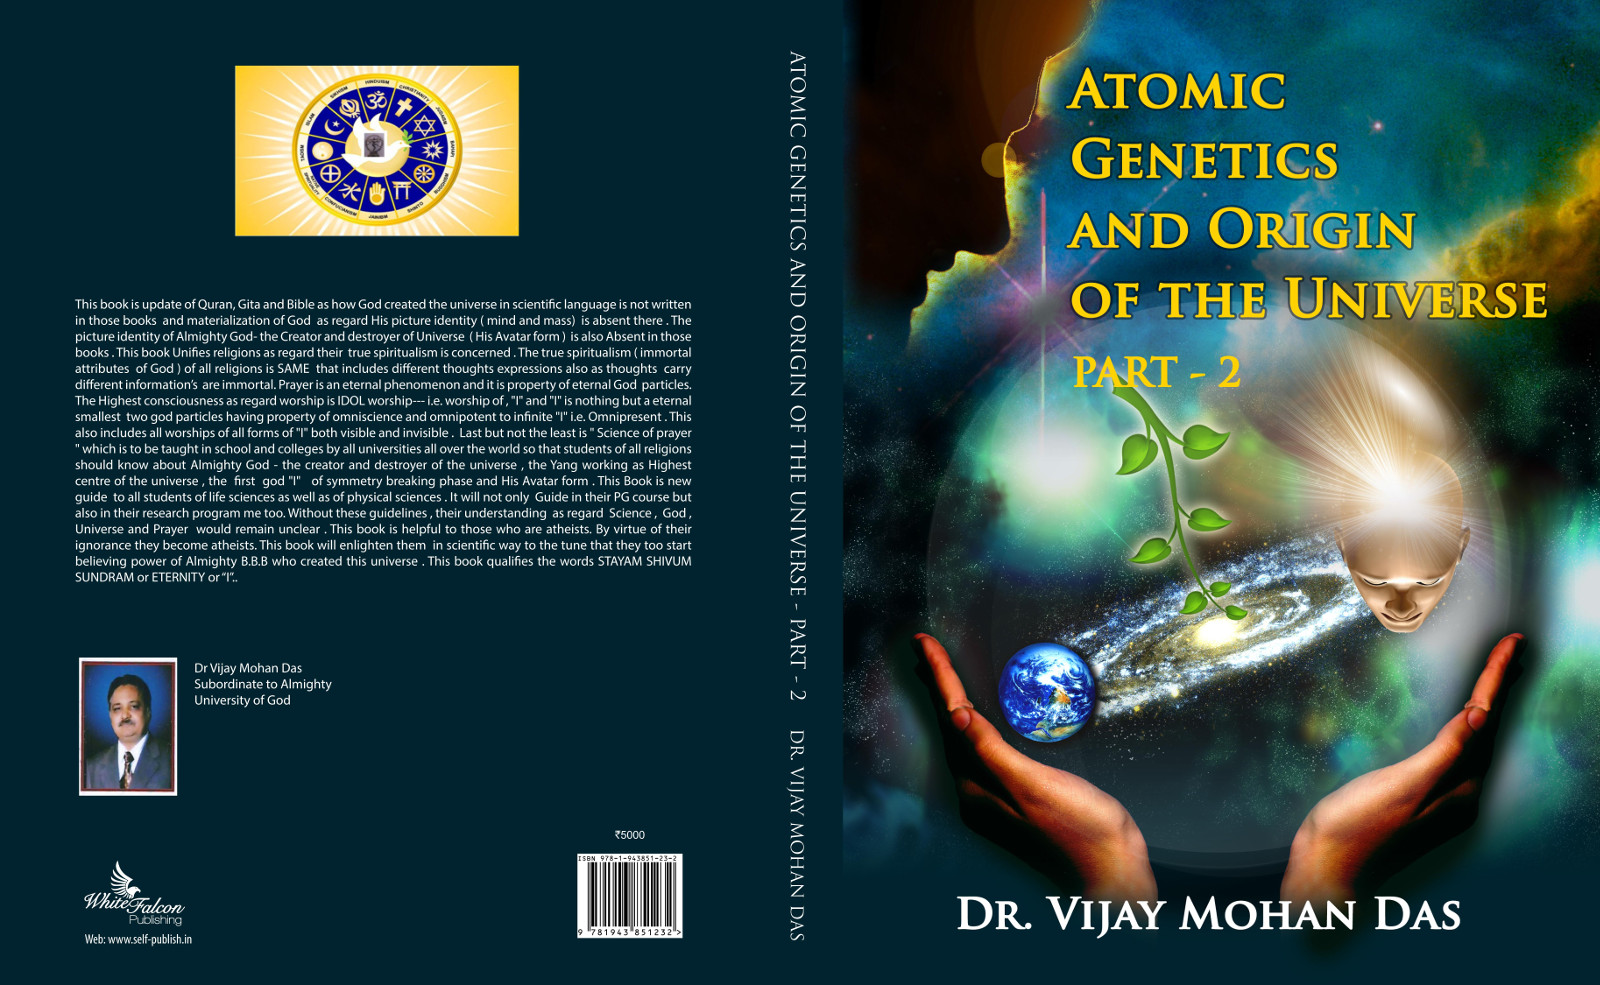 HINDUISM
CHRISTIANITY
JUDAISM
BAHAI
BUDDHISM
SHINTO
JAINISM
CONFUCIANISM
NATIVE SPIRITUALITY
TAOISM
ISLAM
SIKHISM
This book is update of Quran, Gita and Bible as how God created the universe in scientific language is not written
in those books and materialization of God as regard His picture identity ( mind and mass) is absent there . The
picture identity of Almighty God- the Creator and destroyer of Universe ( His Avatar form ) is also Absent in those
books . This book Unifies religions as regard their true spiritualism is concerned . The true spiritualism ( immortal
attributes of God ) of all religions is SAME that includes different thoughts expressions also as thoughts carry
different information's are immortal. Prayer is an eternal phenomenon and it is property of eternal God particles.
The Highest consciousness as regard worship is IDOL worship--- i.e. worship of , "I" and "I" is nothing but a eternal
smallest two god particles having property of omniscience and omnipotent to infinite "I" i.e. Omnipresent . This
also includes all worships of all forms of "I" both visible and invisible . Last but not the least is " Science of prayer
" which is to be taught in school and colleges by all universities all over the world so that students of all religions
should know about Almighty God - the creator and destroyer of the universe , the Yang working as Highest
centre of the universe , the first god "I" of symmetry breaking phase and His Avatar form . This Book is new
guide to all students of life sciences as well as of physical sciences . It will not only Guide in their PG course but
also in their research program me too. Without these guidelines , their understanding as regard Science , God ,
Universe and Prayer would remain unclear . This book is helpful to those who are atheists. By virtue of their
ignorance they become atheists. This book will enlighten them in scientific way to the tune that they too start
believing power of Almighty B.B.B who created this universe . This book qualifies the words STAYAM SHIVUM
SUNDRAM or ETERNITY or "I"..
Dr Vijay Mohan Das
Subordinate to Almighty
University of God
White Falcon
Publishing
Web: www.self-publish.in
₹5000
ISBN 978-1-943851-23-2
9 781943 851232 >
ATOMIC GENETICS AND ORIGIN OF THE UNIVERSE - PART - 2 DR. VIJAY MOHAN DAS
ATOMIC
GENETICS
AND ORIGIN
OF THE UNIVERSE
PART - 2
DR. VIJAY MOHAN DAS